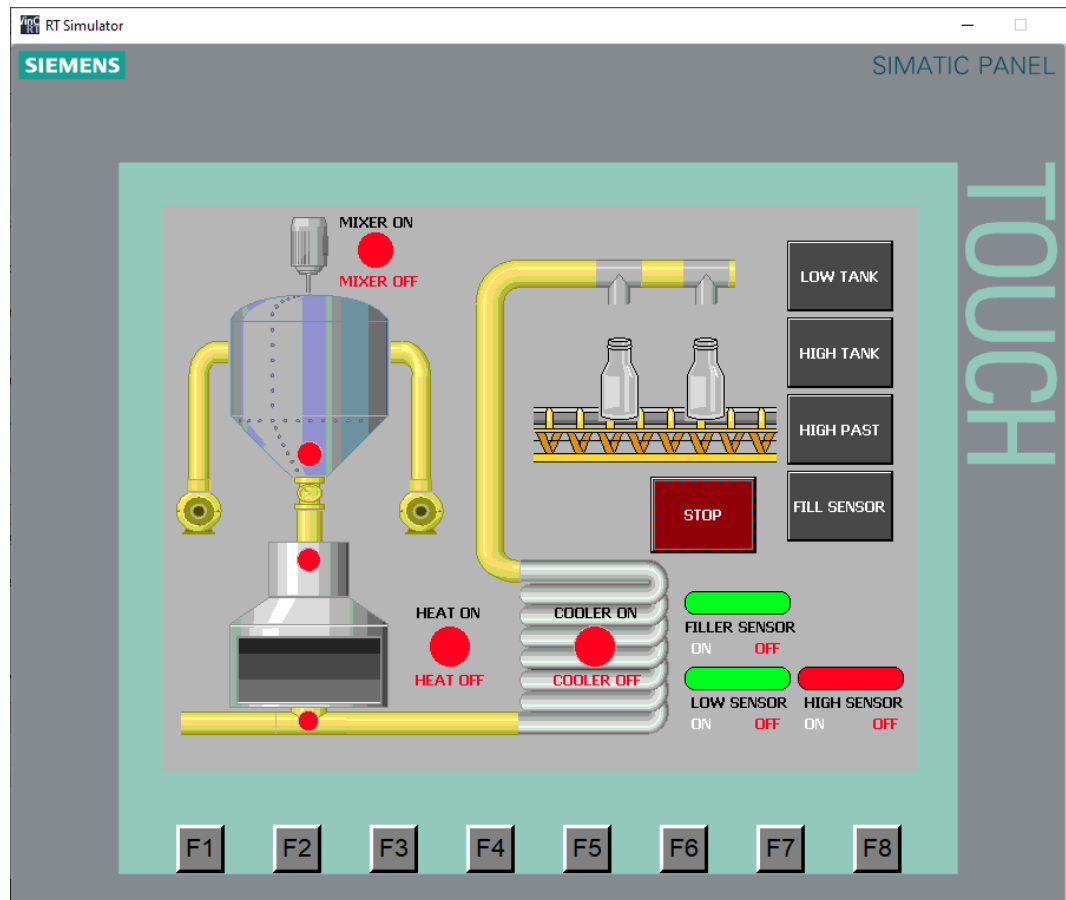 RT Simulator
SIEMENS
SIMATIC PANEL
TOUCH
MIXER ON
MIXER OFF
LOW TANK
HIGH TANK
HIGH PAST
FILL SENSOR
STOP
HEAT ON
HEAT OFF
COOLER ON
COOLER OFF
FILLER SENSOR
ON OFF
LOW SENSOR HIGH SENSOR
ON OFF ON OFF
F1 F2 F3 F4 F5 F6 F7 F8